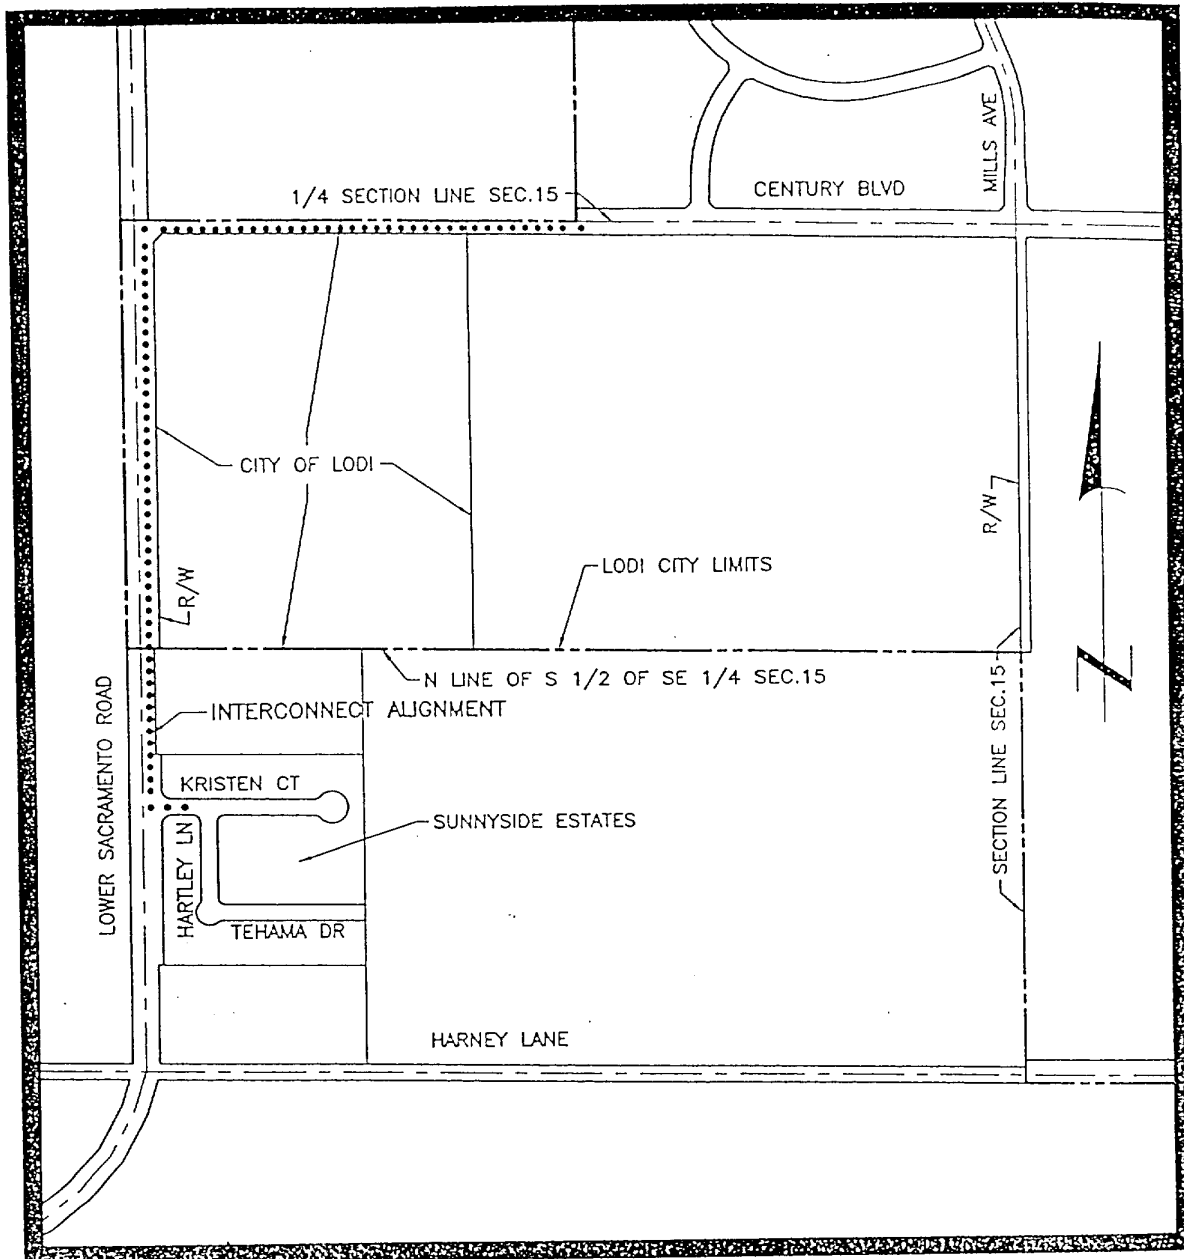 MILLS AVE
1/4 SECTION LINE SEC.15
CENTURY BLVD
CITY OF LODI
R/W
LODI CITY LIMITS
R/W
N LINE OF S 1/2 OF SE 1/4 SEC.15
N
INTERCONNECT ALIGNMENT
SECTION LINE SEC.15
LOWER SACRAMENTO ROAD
KRISTEN CT
SUNNYSIDE ESTATES
HARTLEY LN
TEHAMA DR
HARNEY LANE